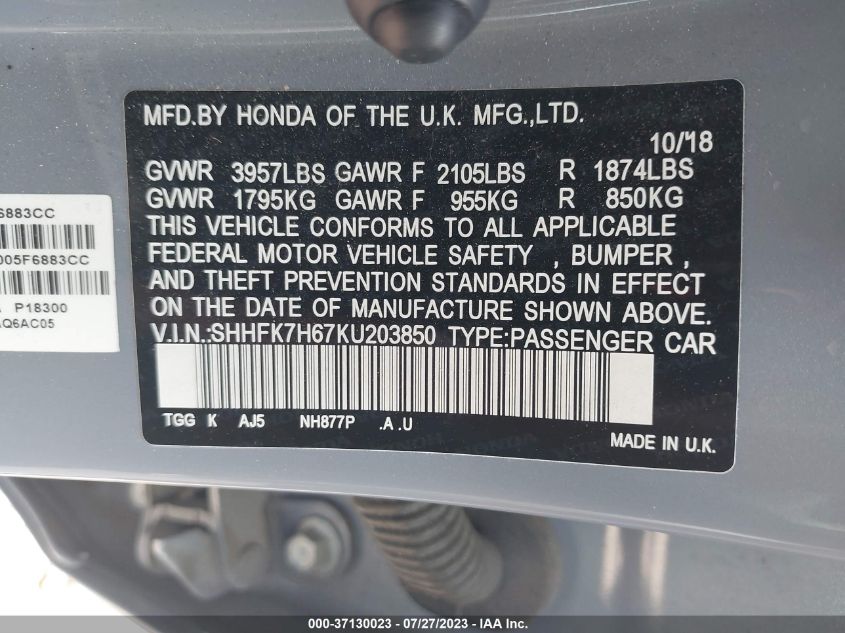 MFD.BY HONDA OF THE U.K. MFG.,LTD.
10/18
GVWR 3957LBS GAWR F 2105LBS R 1874LBS
GVWR 1795KG GAWR F 955KG R 850KG
THIS VEHICLE CONFORMS TO ALL APPLICABLE
FEDERAL MOTOR VEHICLE SAFETY , BUMPER ,
AND THEFT PREVENTION STANDARDS IN EFFECT
ON THE DATE OF MANUFACTURE SHOWN ABOVE.
V.I.N.:SHHFK7H67KU203850 TYPE:PASSENGER CAR
TGG K AJ5 NH877P .A .U
MADE IN U.K.
6883CC
005F6883CC
P18300
Q6AC05
000-37130023 - 07/27/2023 - IAA Inc.